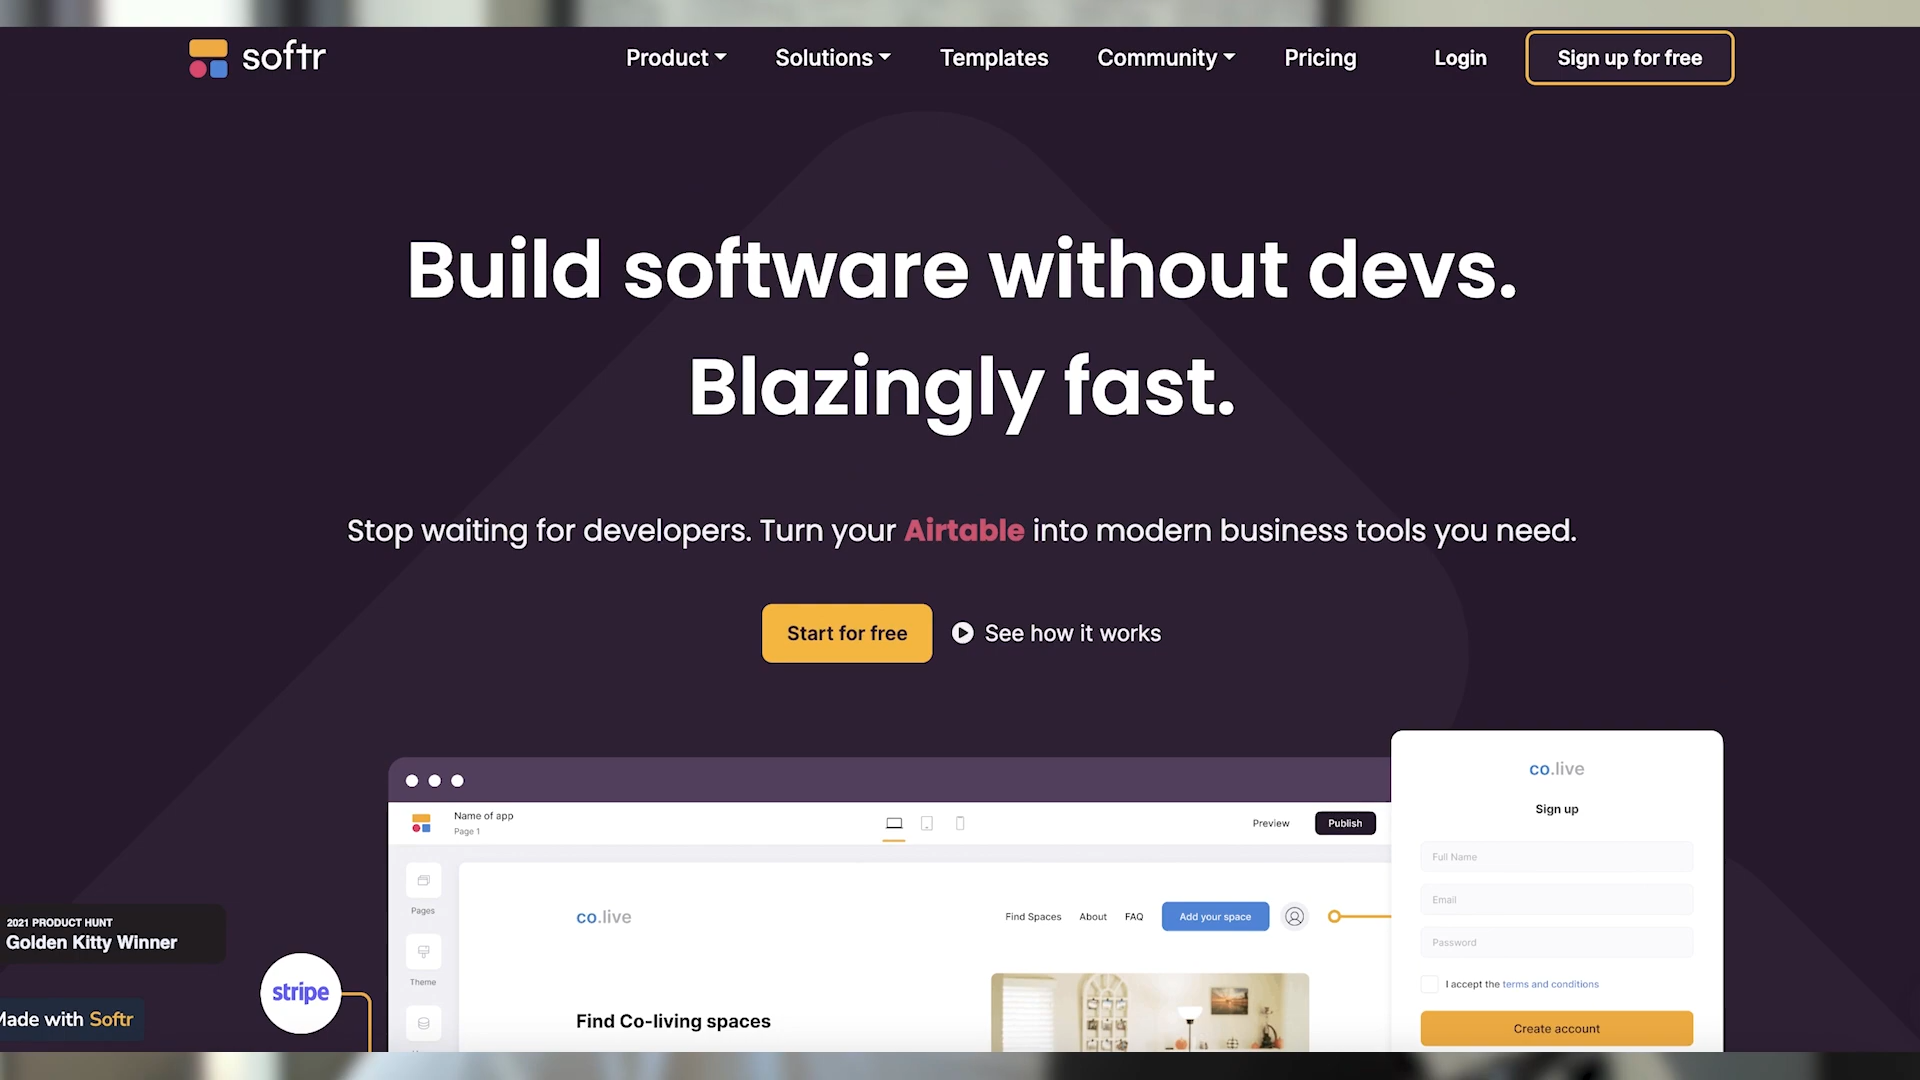 softr
Product
Solutions
Templates
Community
Pricing
Login
Sign up for free
Build software without devs.
Blazingly fast.
Stop waiting for developers. Turn your Airtable into modern business tools you need.
Start for free
See how it works
Name of app
Page 1
Preview
Publish
Pages
Theme
co.live
Find Spaces
About
FAQ
Add your space
Find Co-living spaces
co.live
Sign up
Full Name
Email
Password
I accept the terms and conditions
Create account
2021 PRODUCT HUNT
Golden Kitty Winner
stripe
Made with Softr